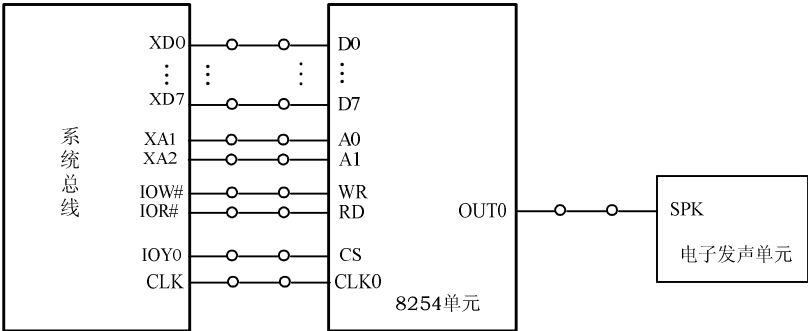 XD0 D0
XD7 D7
系统总线
XA1 A0
XA2 A1
IOW# WR
IOR# RD
OUT0 SPK
IOY0 CS
电子发声单元
CLK CLK0
8254单元